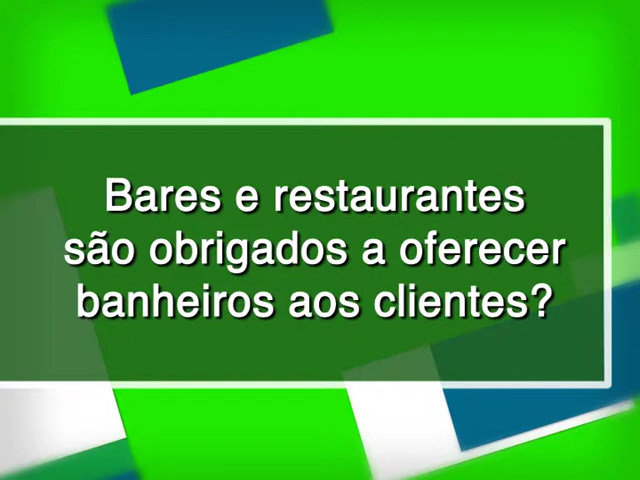 Bares e restaurantes
são obrigados a oferecer
banheiros aos clientes?